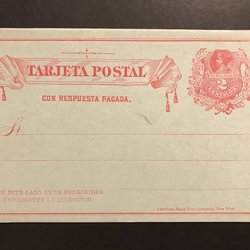 TARJETA POSTAL
2
CON RESPUESTA PAGADA.
Sr.
EN ESTE LADO DEBE ESCRIBIRSE
ÚNICAMENTE LA DIRECCION.
American Bank Note Company, New York